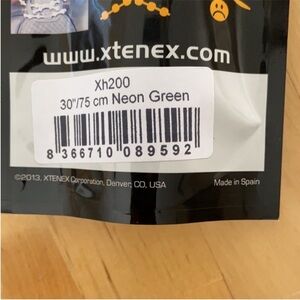 www.xtenex.com
Xh200
30"/75 cm Neon Green
8 366710 089592
©2013. XTENEX Corporation, Denver, CO, USA
Made in Spain